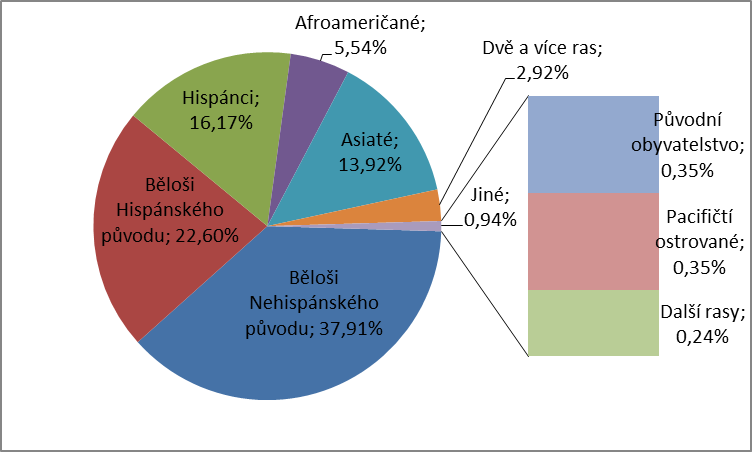 Afroameričané;
5,54%
Dvě a více ras;
2,92%
Hispánci;
16,17%
Asiaté;
13,92%
Původní
obyvatelstvo;
0,35%
Běloši
Hispánského
původu; 22,60%
Jiné;
0,94%
Pacifičtí
ostrované;
0,35%
Běloši
Nehispánského
původu; 37,91%
Další rasy;
0,24%